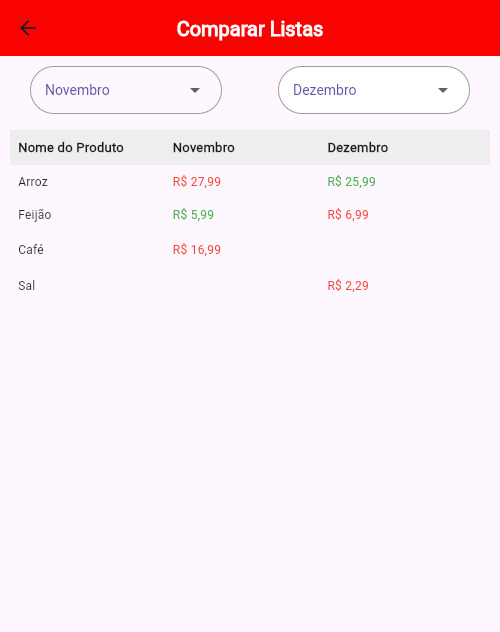 Comparar Listas
Novembro Dezembro
Nome do Produto Novembro Dezembro
Arroz R$ 27,99 R$ 25,99
Feijão R$ 5,99 R$ 6,99
Café R$ 16,99
Sal R$ 2,29